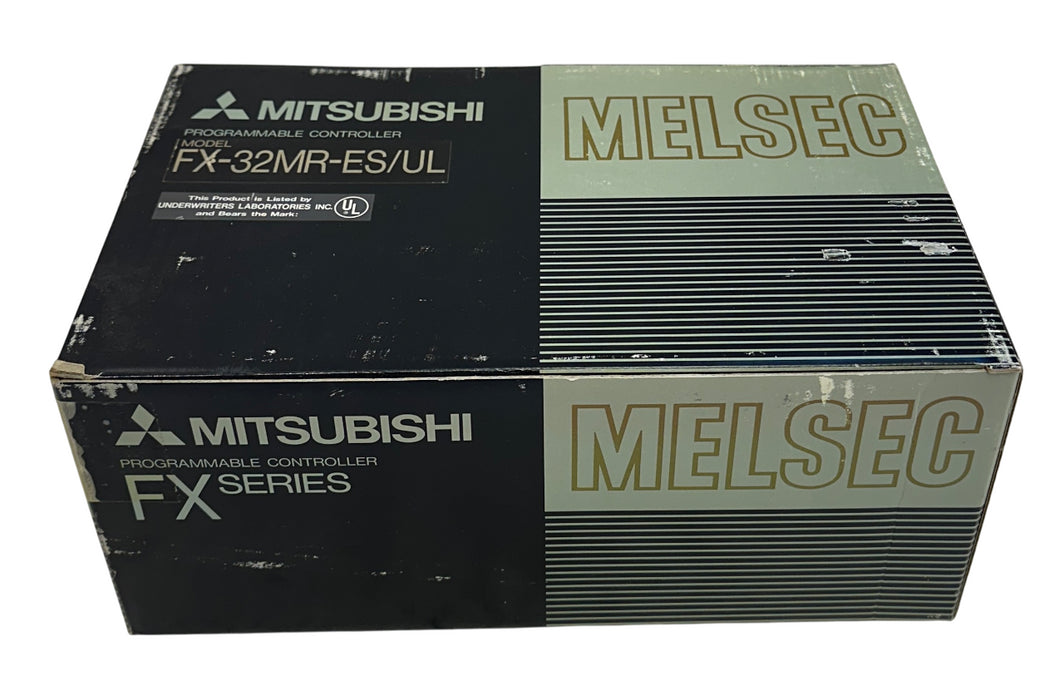 MITSUBISHI
PROGRAMMABLE CONTROLLER
MODEL
FX-32MR-ES/UL
This Product is Listed by
UNDERWRITERS LABORATORIES INC.
and Bears the Mark:
UL
MELSEC
MITSUBISHI
PROGRAMMABLE CONTROLLER
FX SERIES
MELSEC